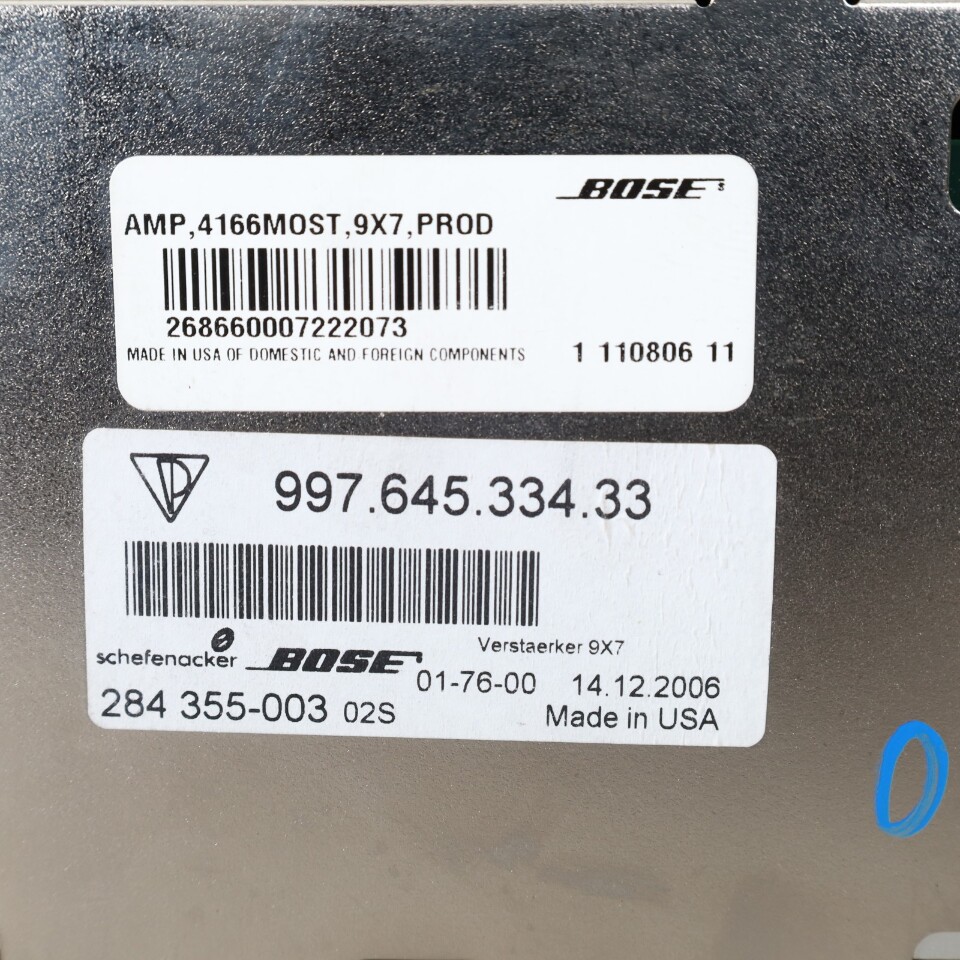 BOSE
AMP,4166MOST,9X7,PROD
268660007222073
MADE IN USA OF DOMESTIC AND FOREIGN COMPONENTS 1 110806 11
997.645.334.33
Verstaerker 9X7
schefenacker BOSE
01-76-00 14.12.2006
284 355-003 02S Made in USA
0